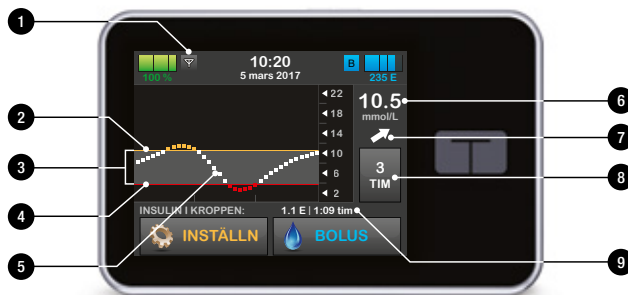 1
10:20
5 mars 2017
100 %
B
235 E
2
3
4
5
22
18
14
10
6
2
10.5
mmol/L
3
TIM
6
7
8
9
INSULIN I KROPPEN:
1.1 E | 1:09 tim
INSTÄLLN
BOLUS